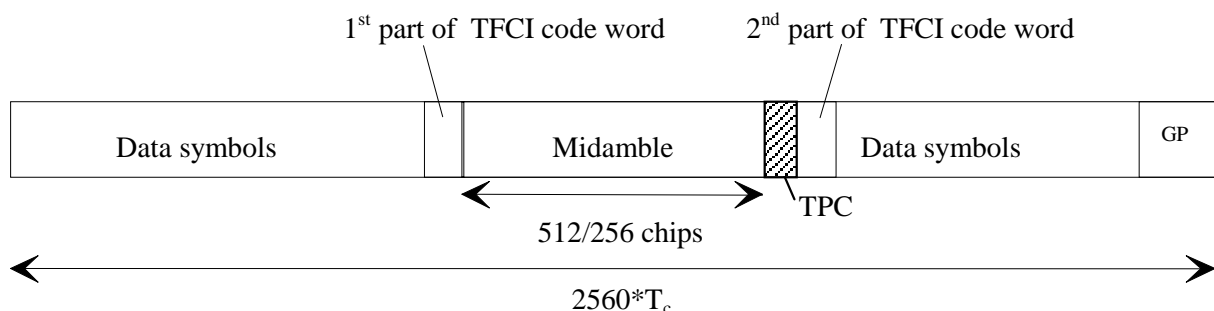 1st part of TFCI code word
2nd part of TFCI code word
Data symbols
Midamble
Data symbols
GP
TPC
512/256 chips
2560*Tc